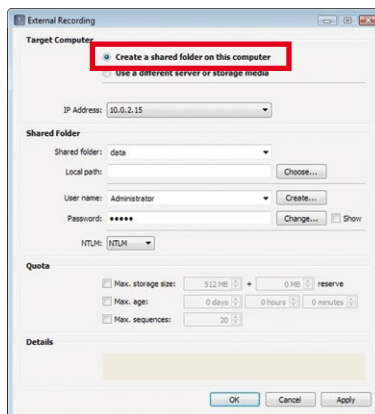 External Recording
Target Computer
Create a shared folder on this computer
Use a different server or storage media
IP Address: 10.0.2.15
Shared Folder
Shared folder: data
Local path: Choose...
User name: Administrator Create...
Password: ••••• Change... Show
NTLM: NTLM
Quota
Max. storage size: 512 MB + 0 MB reserve
Max. age: 0 days 0 hours 0 minutes
Max. sequences: 20
Details
OK Cancel Apply